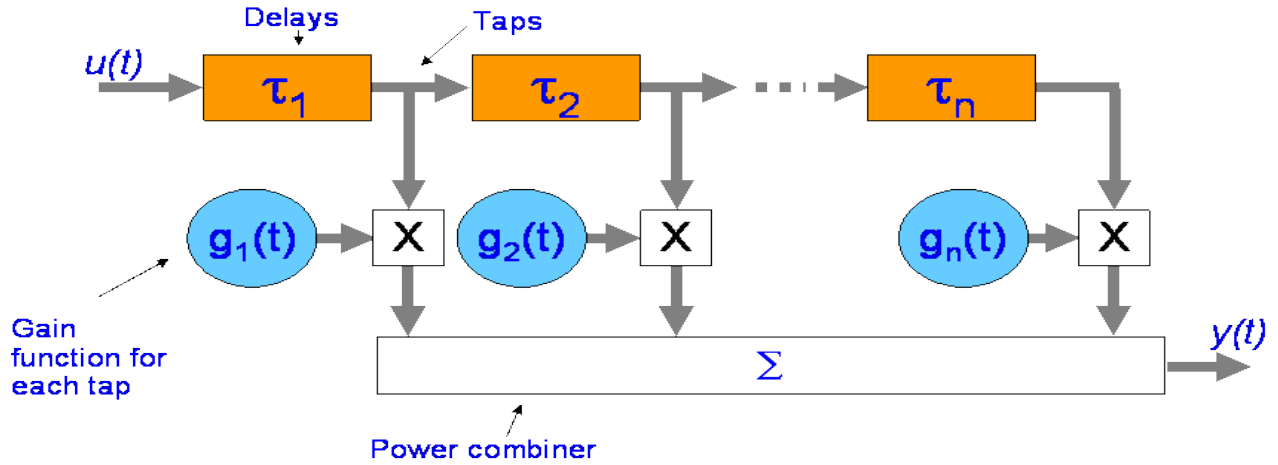 Delays
Taps
u(t)
τ1
τ2
τn
g1(t)
X
g2(t)
X
gn(t)
X
Gain
function for
each tap
Σ
y(t)
Power combiner